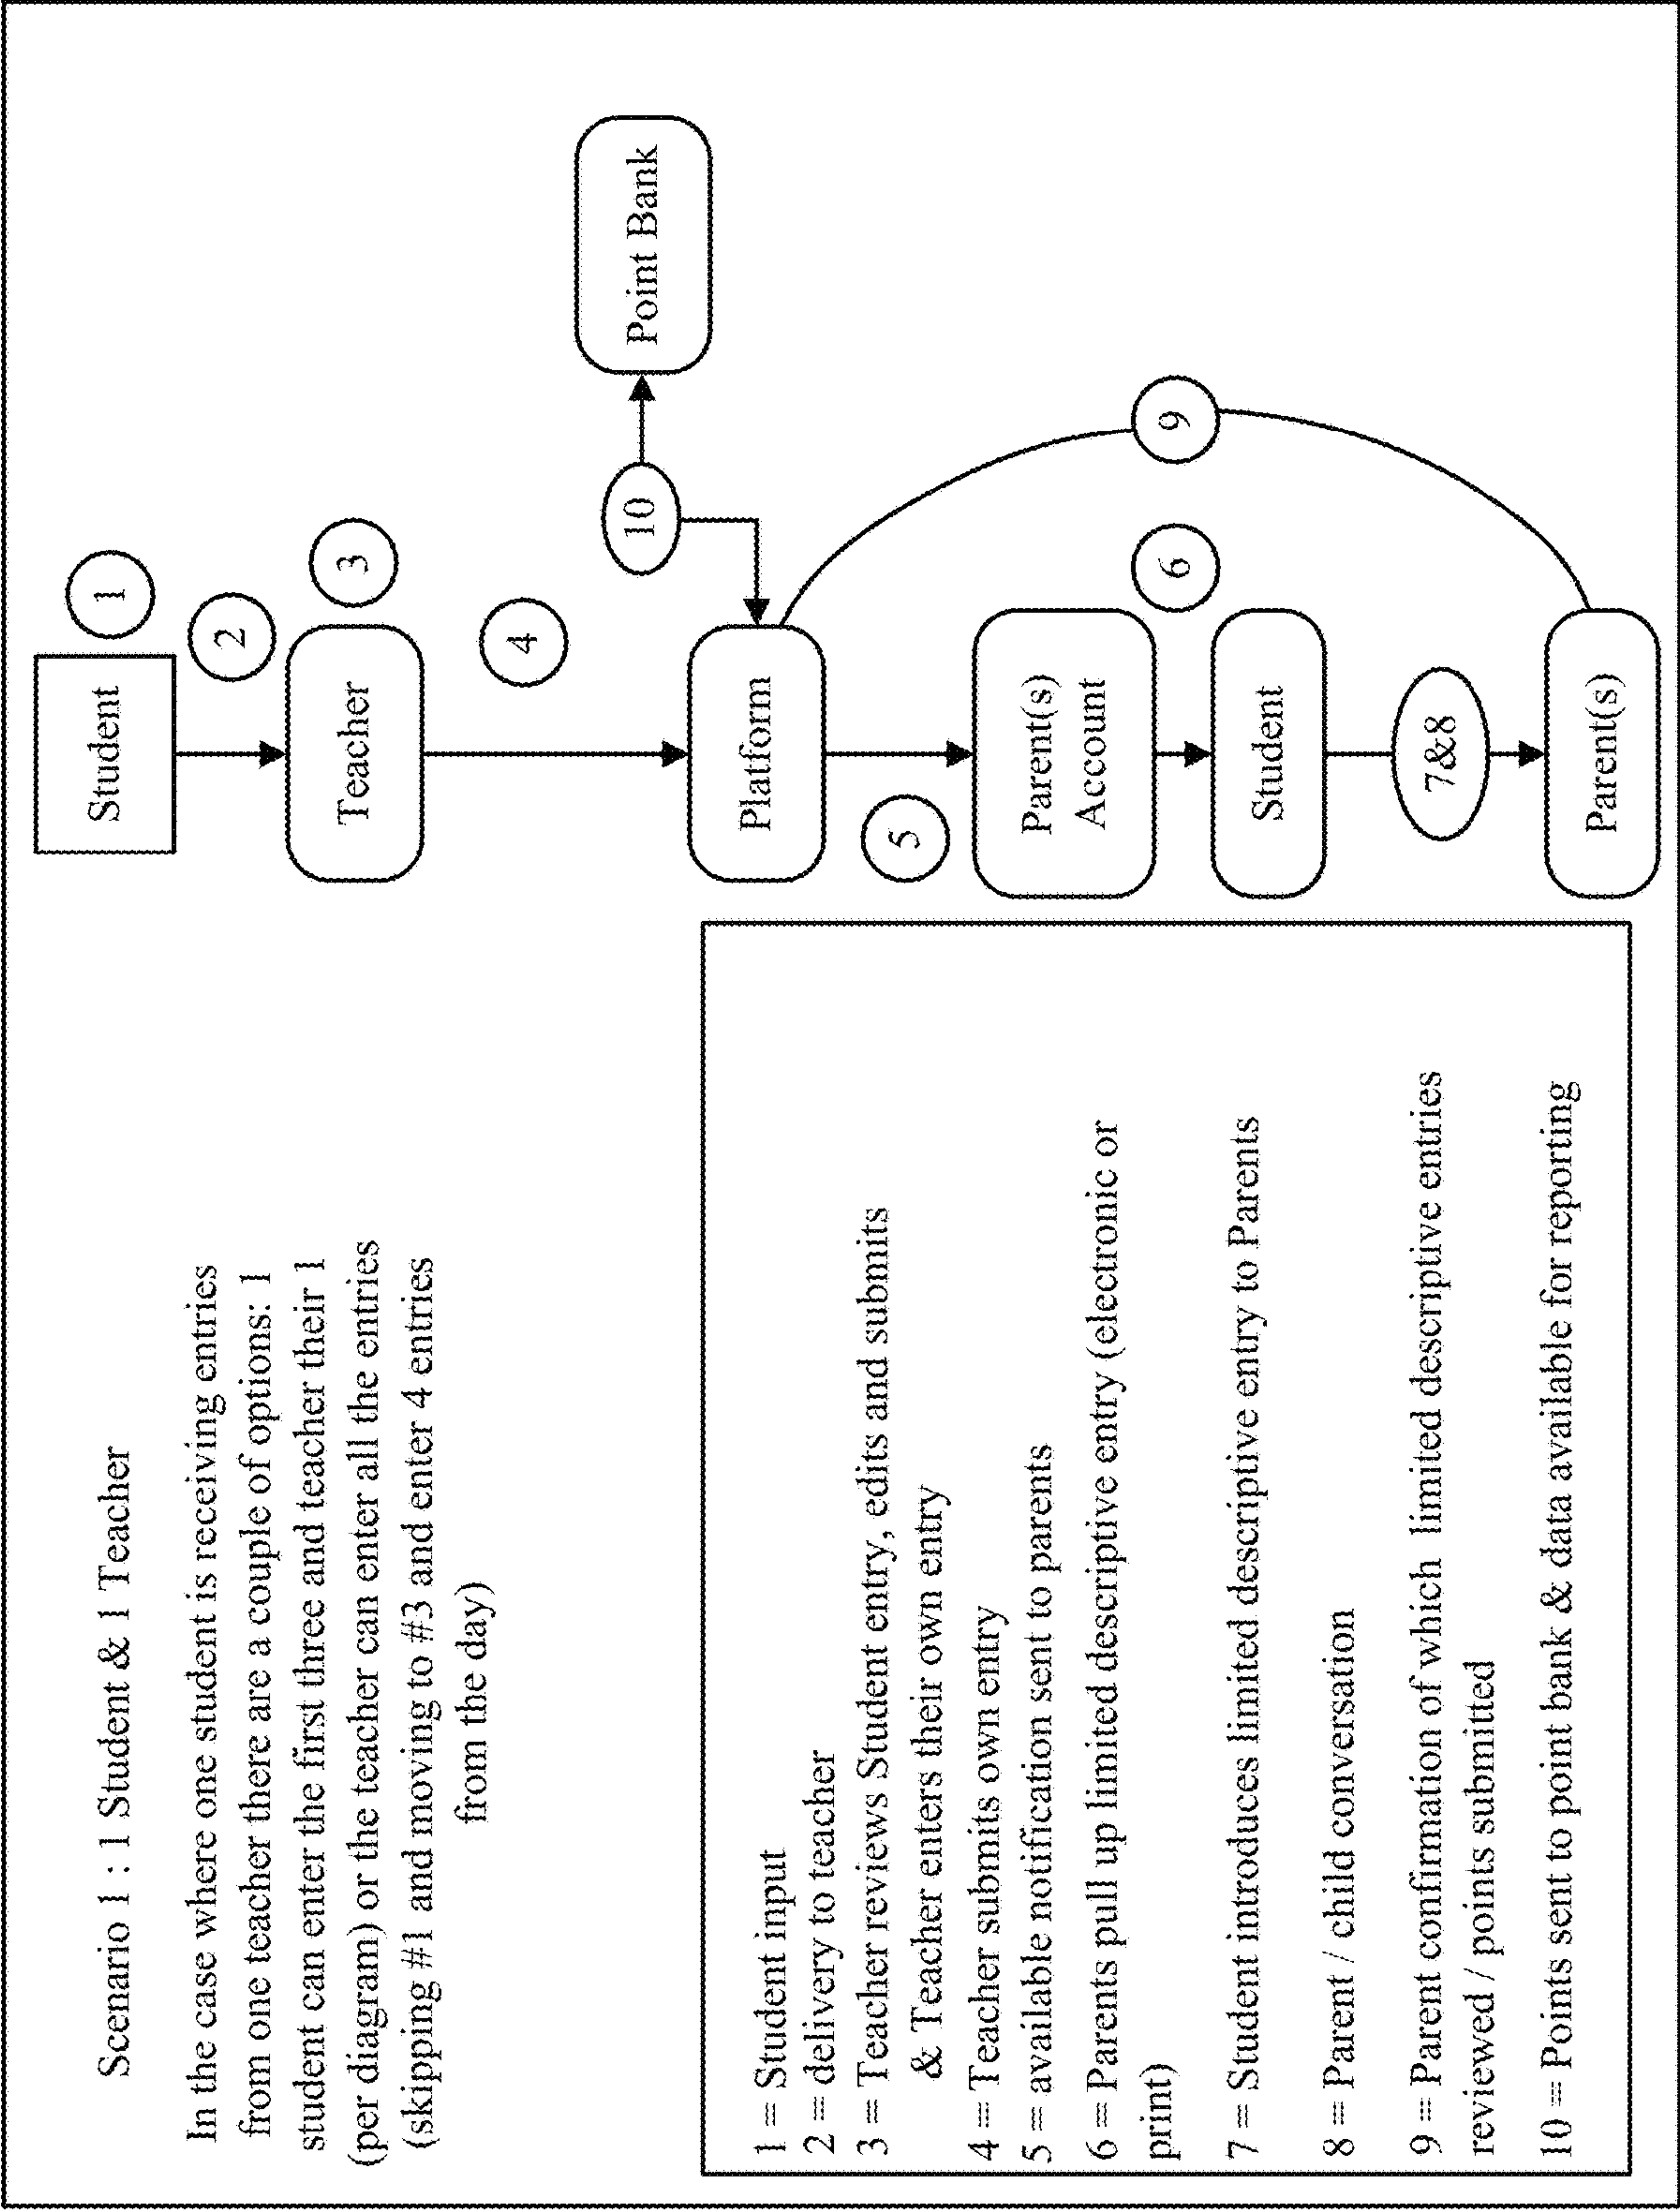 Scenario 1 : 1 Student & 1 Teacher
In the case where one student is receiving entries
from one teacher there are a couple of options: 1
student can enter the first three and teacher their 1
(per diagram) or the teacher can enter all the entries
(skipping #1 and moving to #3 and enter 4 entries
from the day)
1 = Student input
2 = delivery to teacher
3 = Teacher reviews Student entry, edits and submits
& Teacher enters their own entry
4 = Teacher submits own entry
5 = available notification sent to parents
6 = Parents pull up limited descriptive entry (electronic or
print)
7 = Student introduces limited descriptive entry to Parents
8 = Parent / child conversation
9 = Parent confirmation of which limited descriptive entries
reviewed / points submitted
10 = Points sent to point bank & data available for reporting
Student
1
2
Teacher
3
4
Platform
10
Point Bank
5
Parent(s)
Account
6
Student
7&8
9
Parent(s)